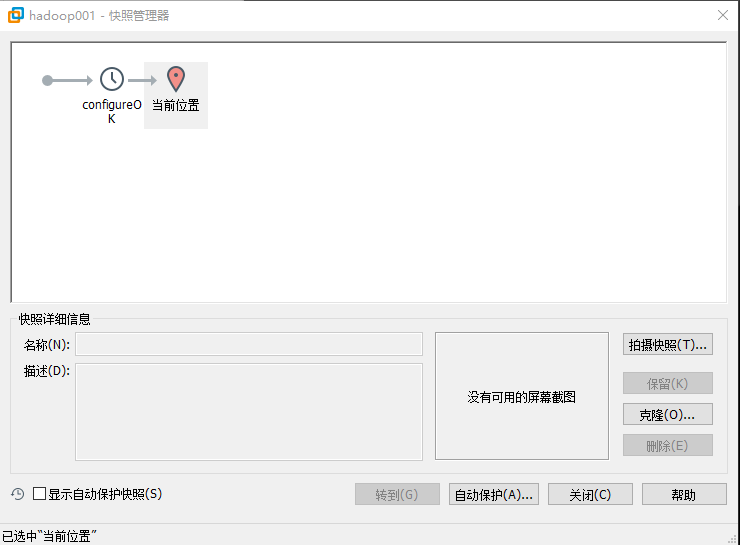 hadoop001 - 快照管理器
configureO
K
当前位置
快照详细信息
名称(N):
描述(D):
没有可用的屏幕截图
拍摄快照(T)...
保留(K)
克隆(O)...
删除(E)
显示自动保护快照(S)
转到(G)
自动保护(A)...
关闭(C)
帮助
已选中"当前位置"